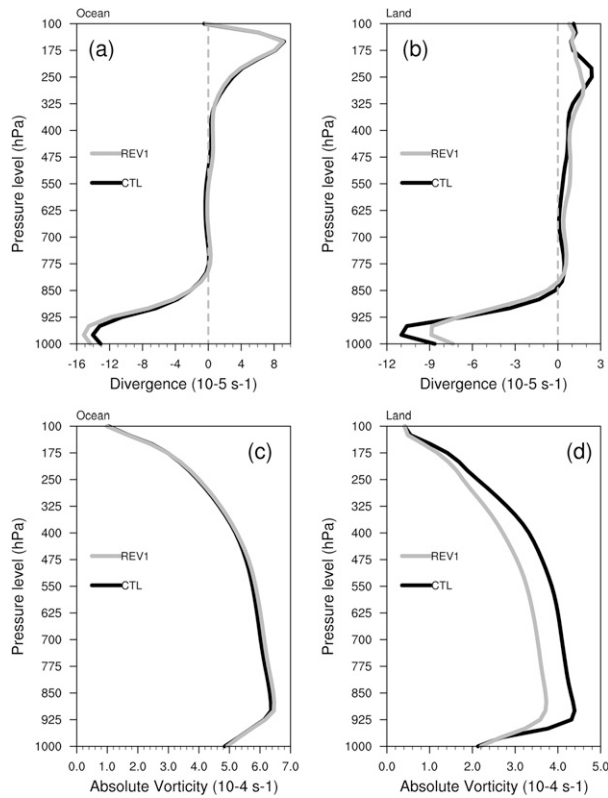 Ocean
(a)
100
175
250
325
400
475
550
625
700
775
850
925
1000
Pressure level (hPa)
REV1
CTL
-16 -12 -8 -4 0 4 8
Divergence (10-5 s-1)
Land
(b)
100
175
250
325
400
475
550
625
700
775
850
925
1000
Pressure level (hPa)
REV1
CTL
-12 -9 -6 -3 0 3
Divergence (10-5 s-1)
Ocean
(c)
100
175
250
325
400
475
550
625
700
775
850
925
1000
Pressure level (hPa)
REV1
CTL
0.0 1.0 2.0 3.0 4.0 5.0 6.0 7.0
Absolute Vorticity (10-4 s-1)
Land
(d)
100
175
250
325
400
475
550
625
700
775
850
925
1000
Pressure level (hPa)
REV1
CTL
0.0 1.0 2.0 3.0 4.0 5.0
Absolute Vorticity (10-4 s-1)